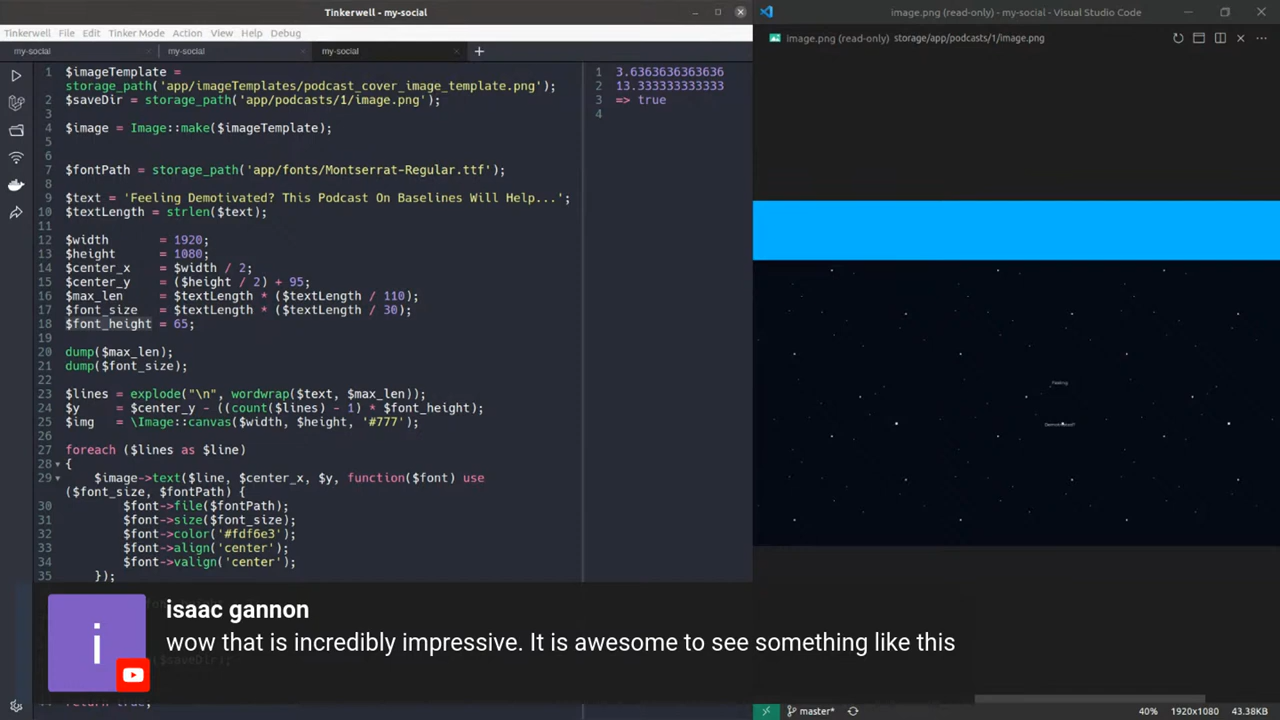 Tinkerwell - my-social
Tinkerwell File Edit Tinker Mode Action View Help Debug
my-social × my-social × my-social × +
1 $imageTemplate =
storage_path('app/imageTemplates/podcast_cover_image_template.png');
2 $saveDir = storage_path('app/podcasts/1/image.png');
3
4 $image = Image::make($imageTemplate);
5
6
7 $fontPath = storage_path('app/fonts/Montserrat-Regular.ttf');
8
9 $text = 'Feeling Demotivated? This Podcast On Baselines Will Help...';
10 $textLength = strlen($text);
11
12 $width = 1920;
13 $height = 1080;
14 $center_x = $width / 2;
15 $center_y = ($height / 2) + 95;
16 $max_len = $textLength * ($textLength / 110);
17 $font_size = $textLength * ($textLength / 30);
18 $font_height = 65;
19
20 dump($max_len);
21 dump($font_size);
22
23 $lines = explode("\n", wordwrap($text, $max_len));
24 $y = $center_y - ((count($lines) - 1) * $font_height);
25 $img = \Image::canvas($width, $height, '#777');
26
27 foreach ($lines as $line)
28 {
29 $image->text($line, $center_x, $y, function($font) use
($font_size, $fontPath) {
30 $font->file($fontPath);
31 $font->size($font_size);
32 $font->color('#fdf6e3');
33 $font->align('center');
34 $font->valign('center');
35 });
($saveDir);
return true;
1 3.6363636363636
2 13.333333333333
3 => true
4
image.png (read-only) - my-social - Visual Studio Code
image.png (read-only) storage/app/podcasts/1/image.png
Feeling
Demotivated?
i
isaac gannon
wow that is incredibly impressive. It is awesome to see something like this
master* 40% 1920x1080 43.38KB